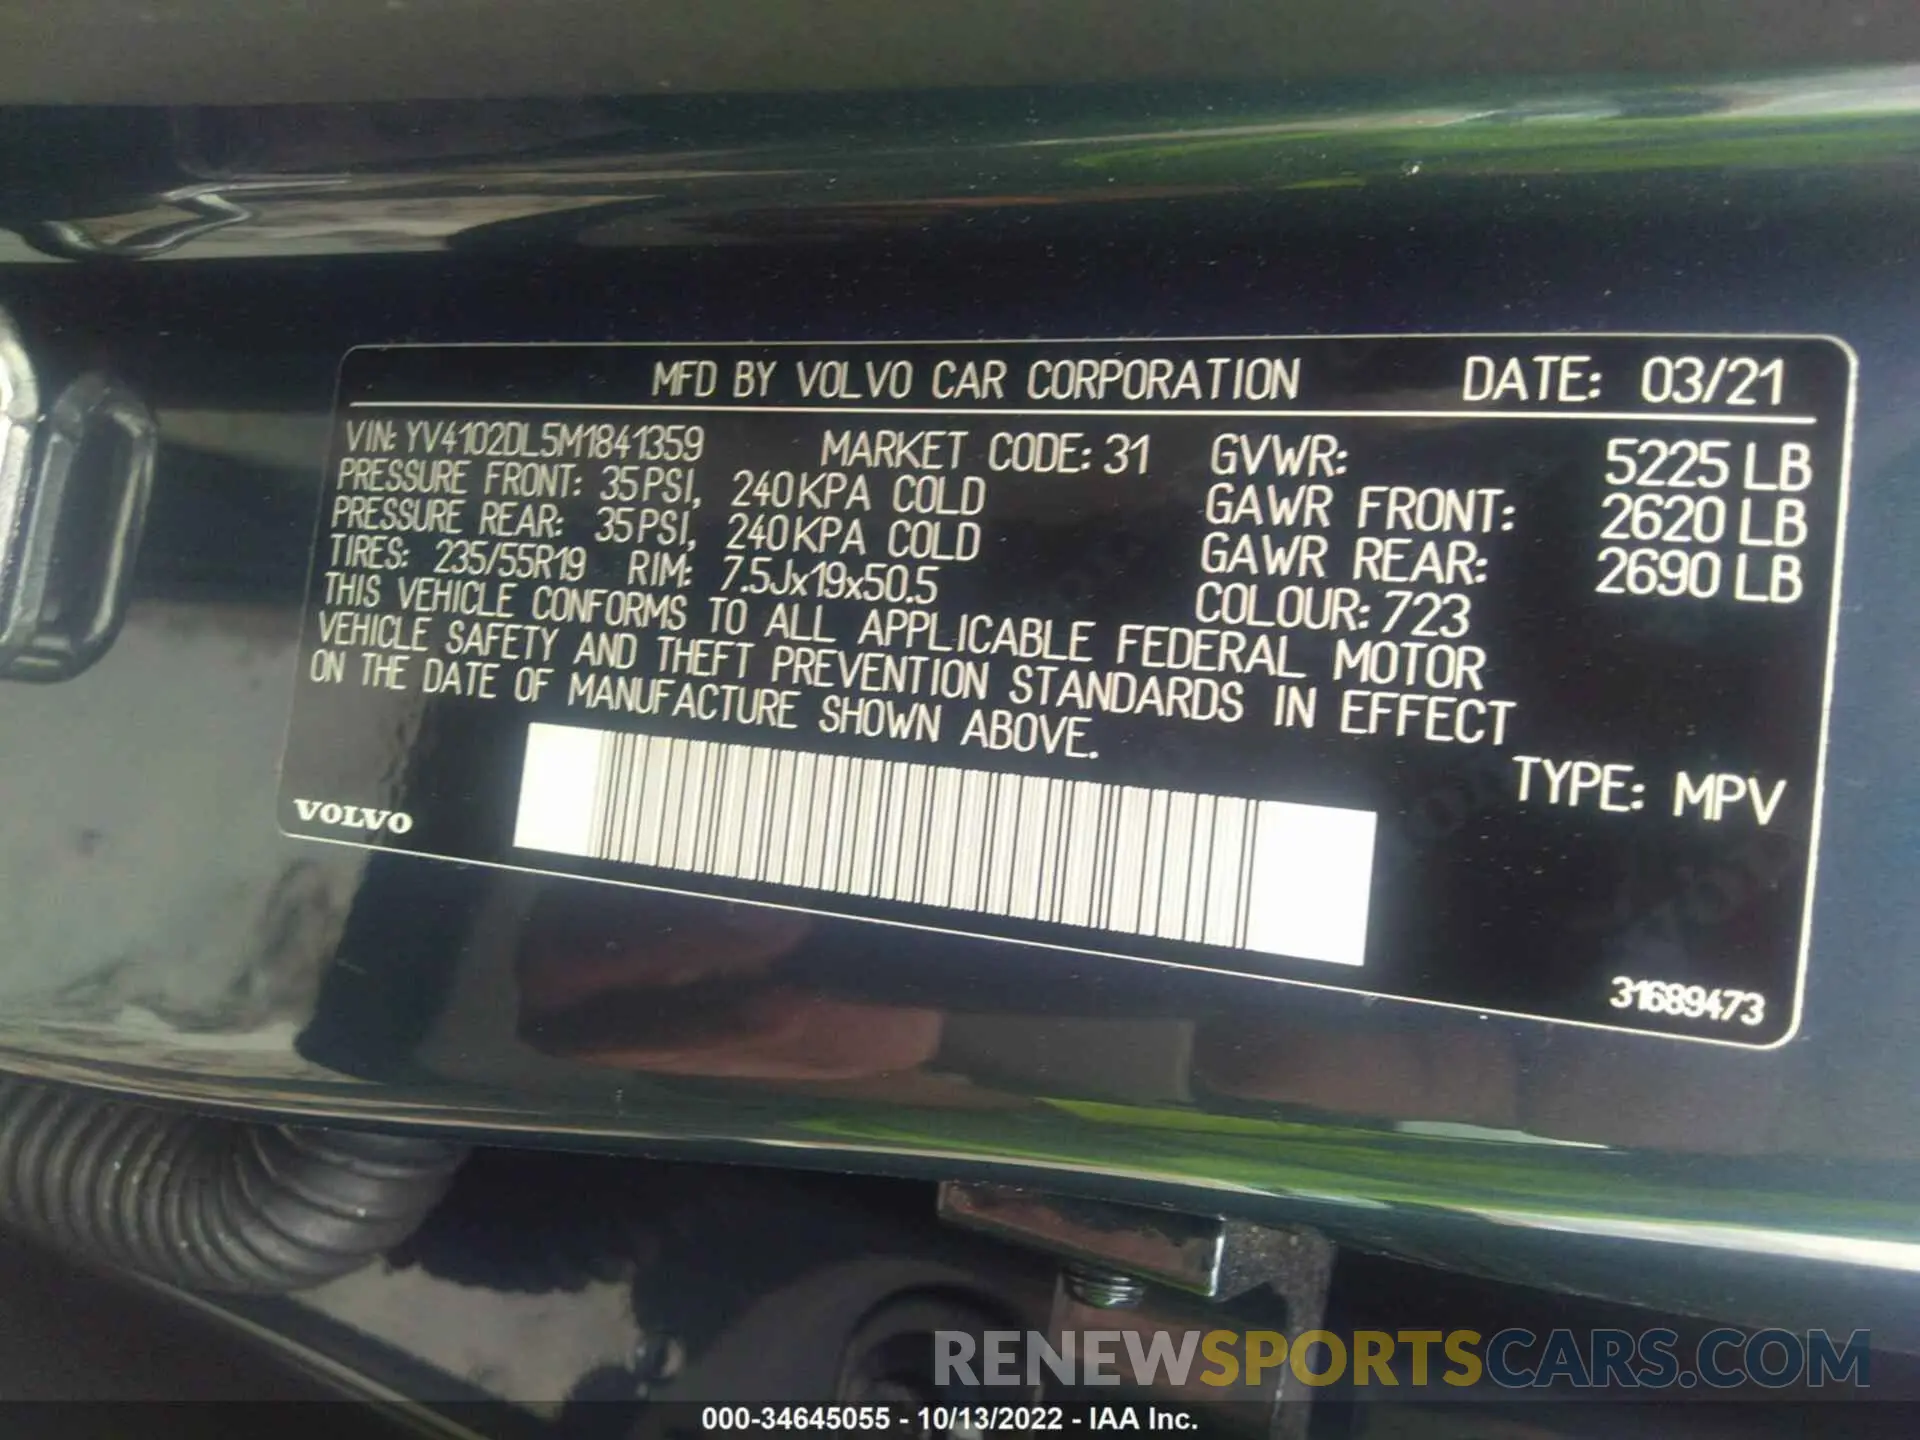 MFD BY VOLVO CAR CORPORATION DATE: 03/21
VIN: YV4102DL5M1841359 MARKET CODE: 31 GVWR: 5225 LB
PRESSURE FRONT: 35 PSI, 240 KPA COLD GAWR FRONT: 2620 LB
PRESSURE REAR: 35 PSI, 240 KPA COLD GAWR REAR: 2690 LB
TIRES: 235/55R19 RIM: 7.5Jx19x50.5 COLOUR: 723
THIS VEHICLE CONFORMS TO ALL APPLICABLE FEDERAL MOTOR
VEHICLE SAFETY AND THEFT PREVENTION STANDARDS IN EFFECT
ON THE DATE OF MANUFACTURE SHOWN ABOVE.
TYPE: MPV
VOLVO
31689473
RENEWSPORTSCARS.COM
000-34645055 - 10/13/2022 - IAA Inc.